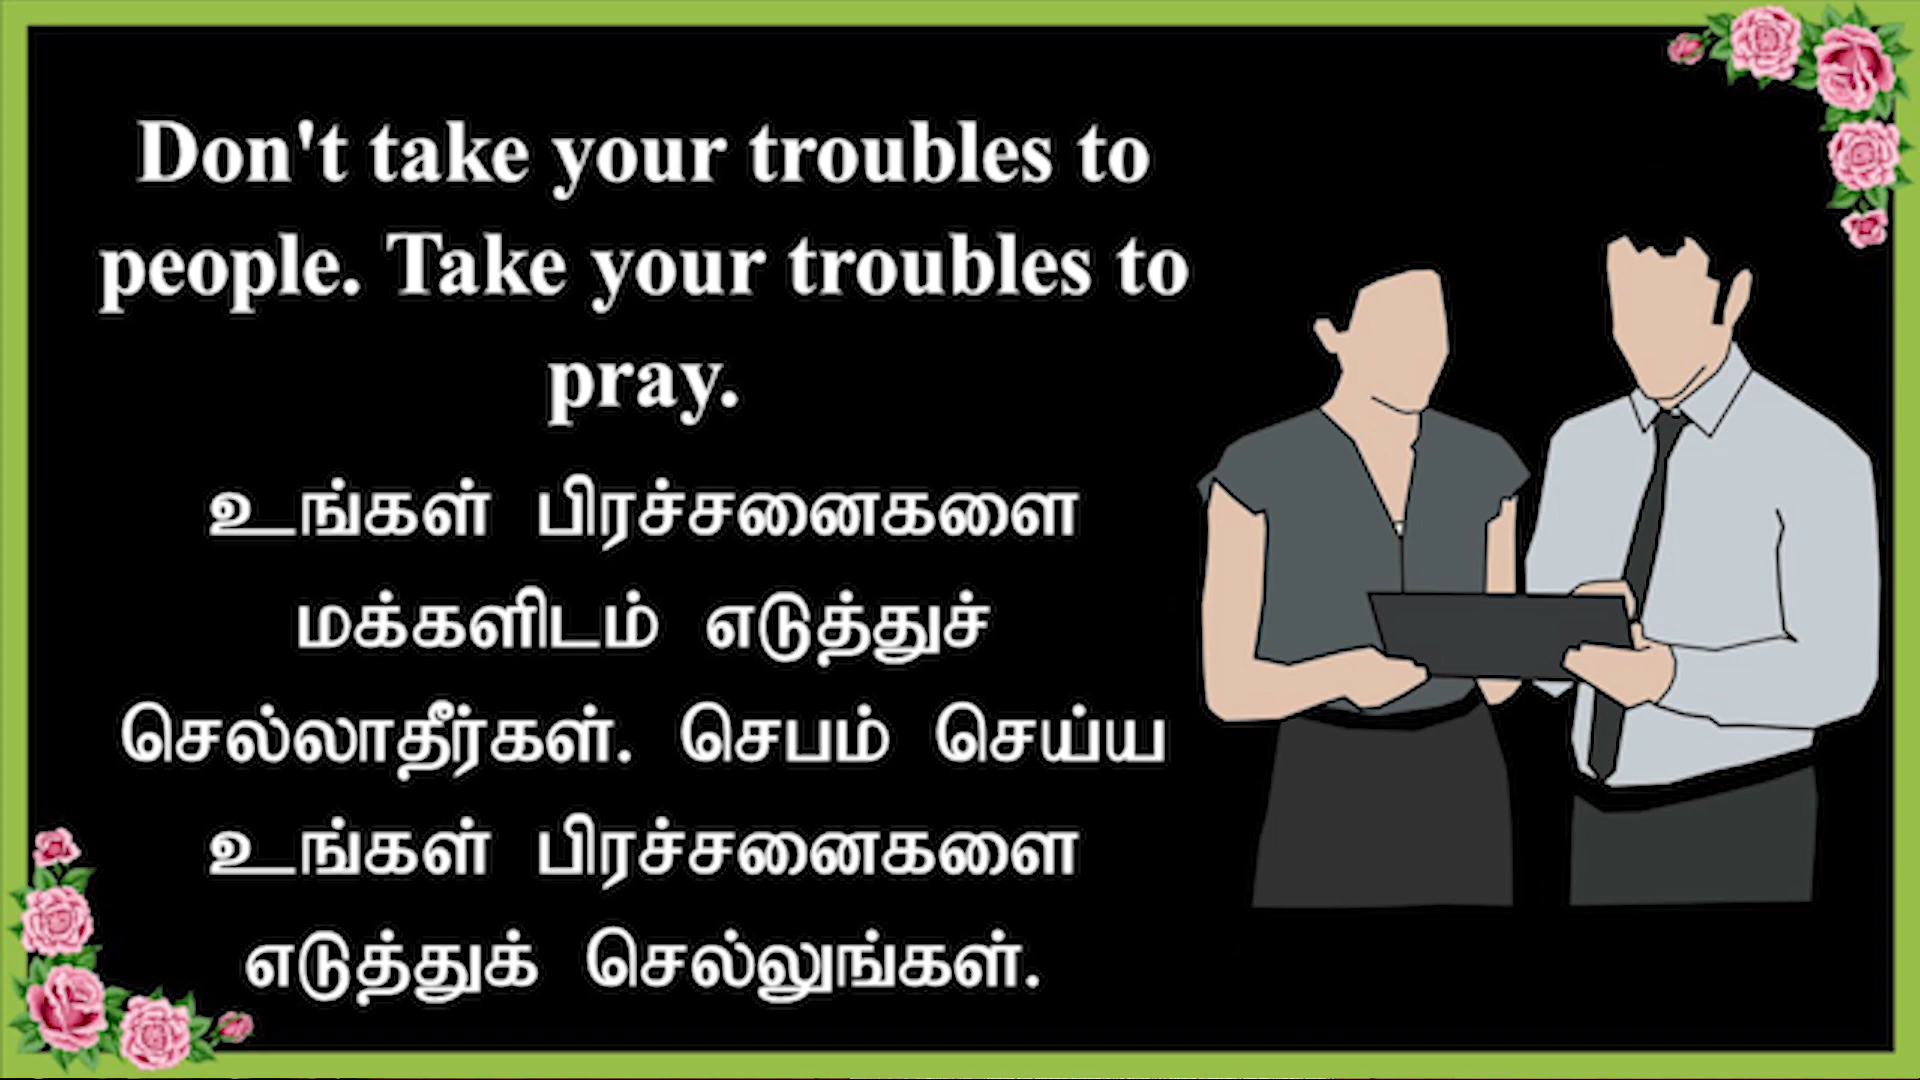 Don't take your troubles to
people. Take your troubles to
pray.
உங்கள் பிரச்சனைகளை
மக்களிடம் எடுத்துச்
செல்லாதீர்கள். செபம் செய்ய
உங்கள் பிரச்சனைகளை
எடுத்துக் செல்லுங்கள்.